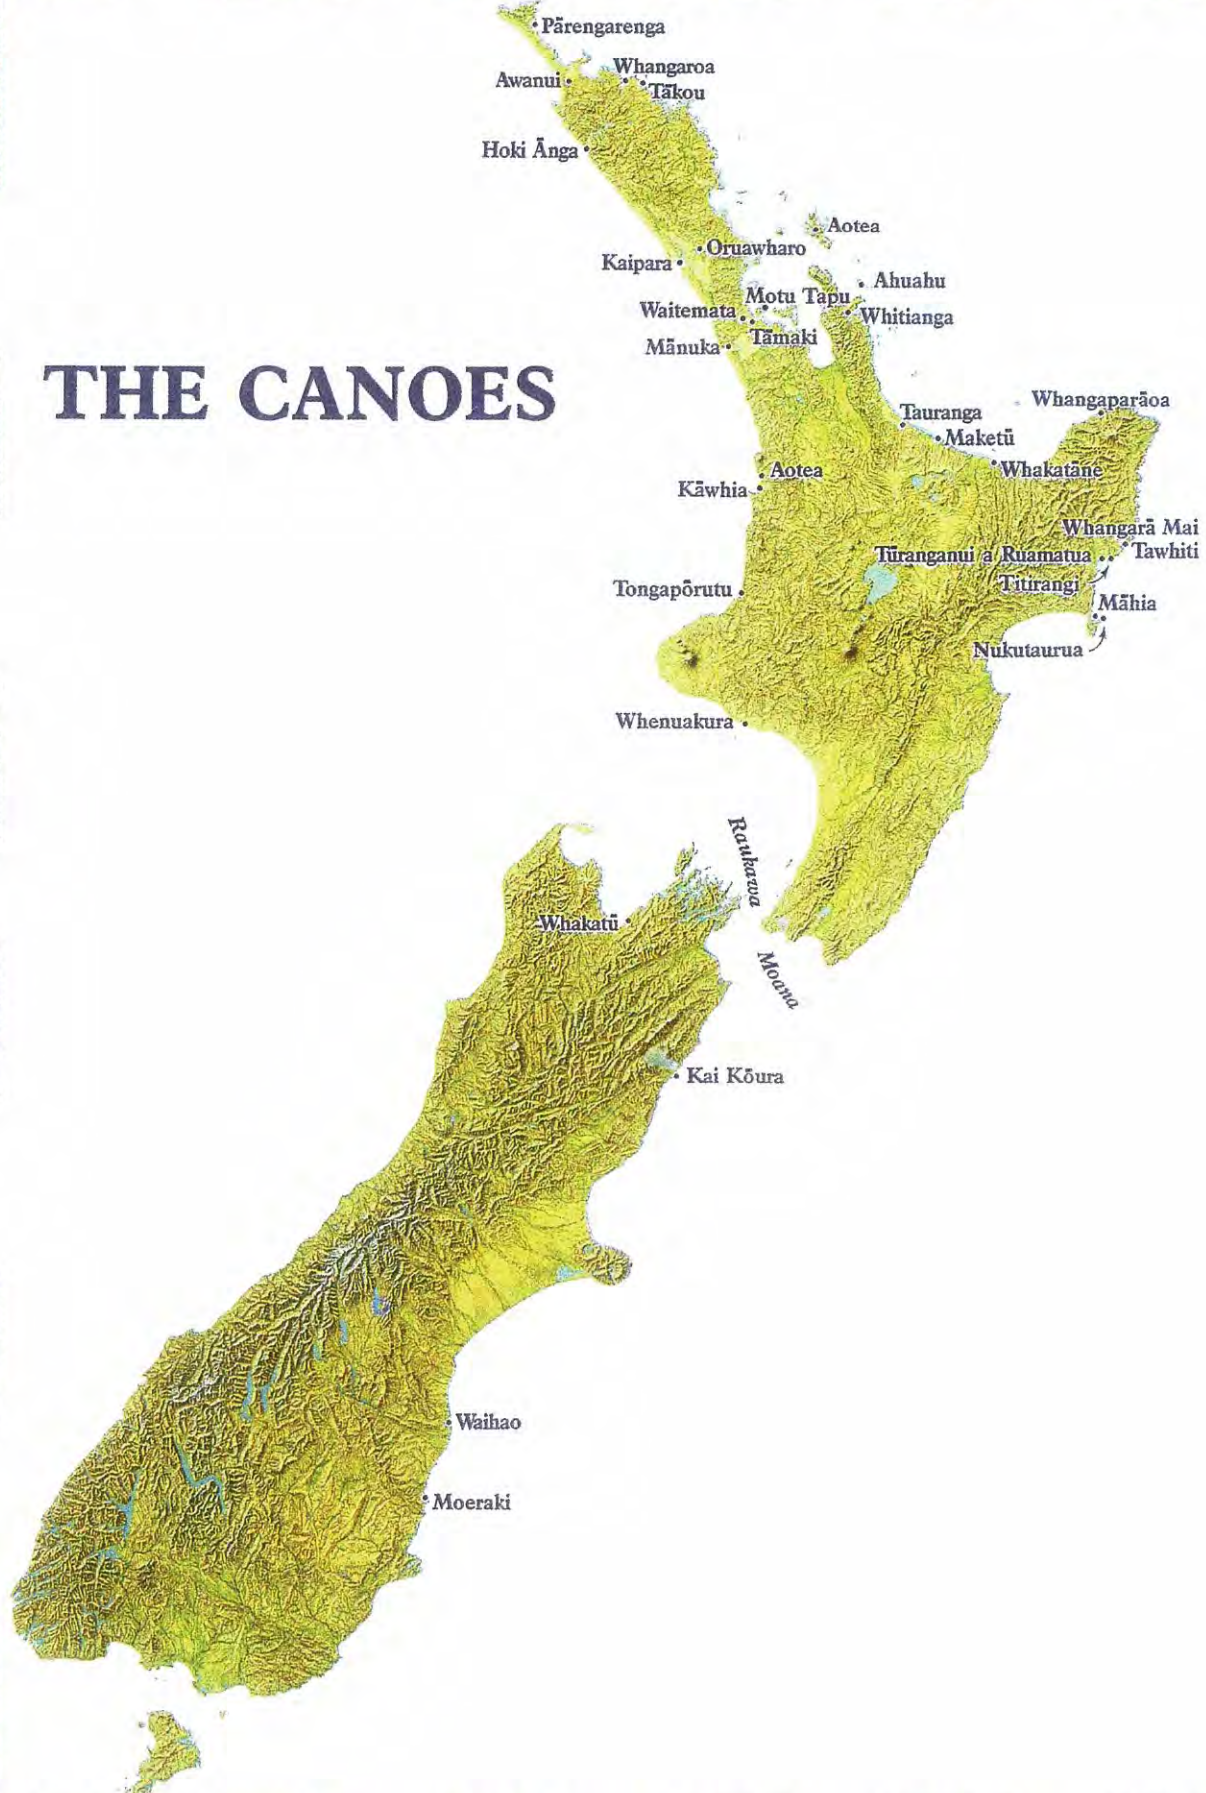 Pārengarenga
Whangaroa
Awanui
Tākou
Hoki Ānga
Aotea
Oruawharo
Kaipara
Ahuahu
Motu Tapu
Waitemata
Whitianga
Tāmaki
Mānuka
THE CANOES
Whangaparāoa
Tauranga
Maketū
Aotea
Whakatāne
Kāwhia
Whangarā Mai
Tawhiti
Tūranganui a Ruamatua
Titirangi
Tongapōrutu
Māhia
Nukutaurua
Whenuakura
Raukawa
Moana
Whakatū
Kai Kōura
Waihao
Moeraki